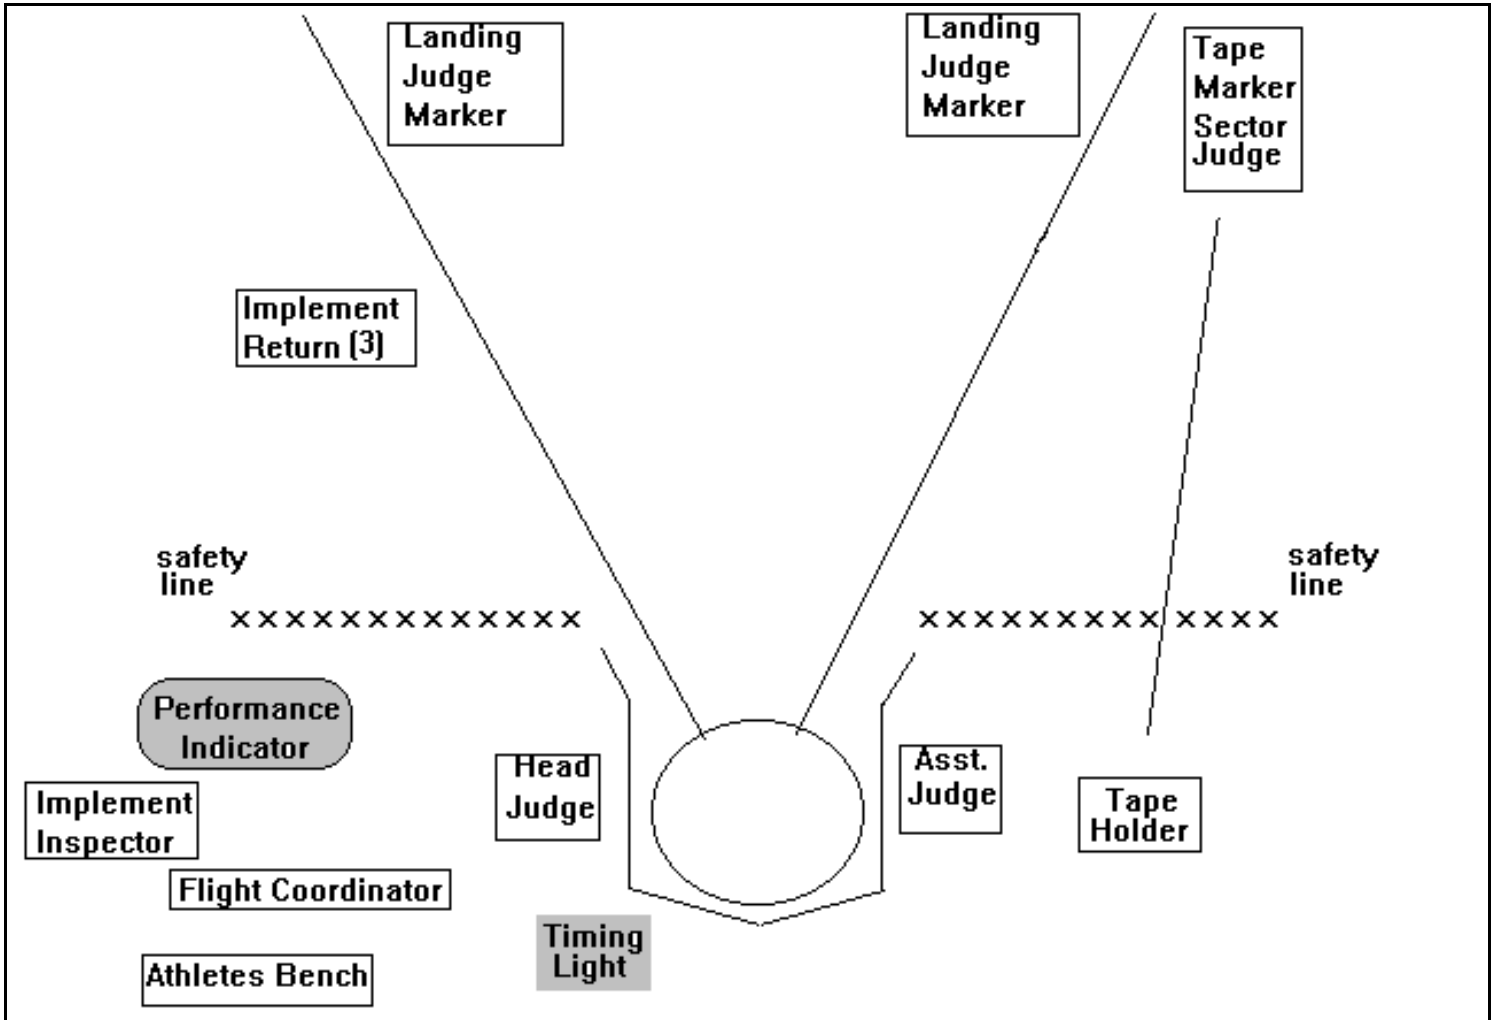 Landing
Judge
Marker
Landing
Judge
Marker
Tape
Marker
Sector
Judge
Implement
Return (3)
safety
line
safety
line
×××××××××××××
××××××××× ××××
Performance
Indicator
Head
Judge
Asst.
Judge
Tape
Holder
Implement
Inspector
Flight Coordinator
Timing
Light
Athletes Bench